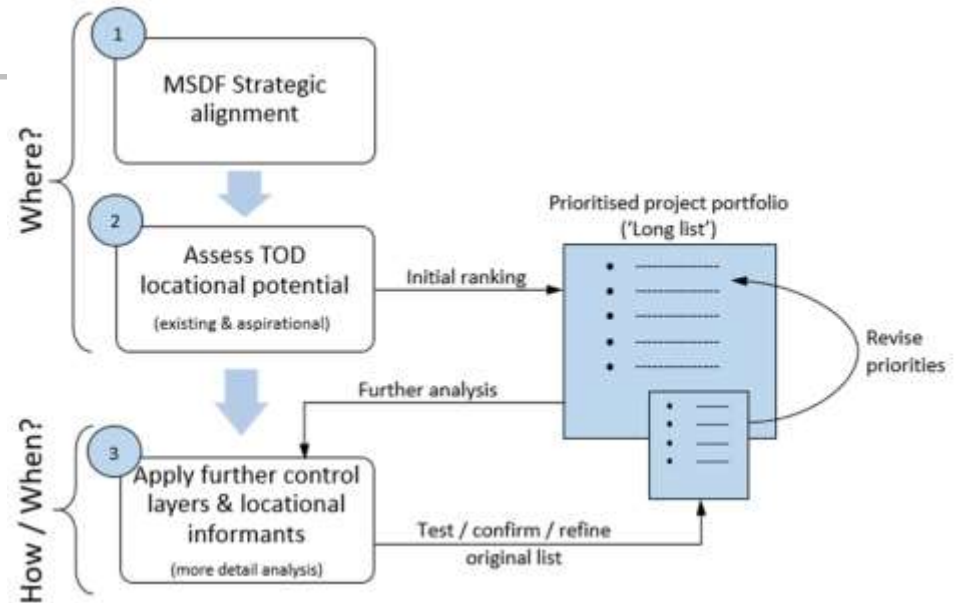 Where?
1
MSDF Strategic
alignment
2
Assess TOD
locational potential
(existing & aspirational)
Initial ranking
Prioritised project portfolio
('Long list')
Revise
priorities
Further analysis
How / When?
3
Apply further control
layers & locational
informants
(more detail analysis)
Test / confirm / refine
original list